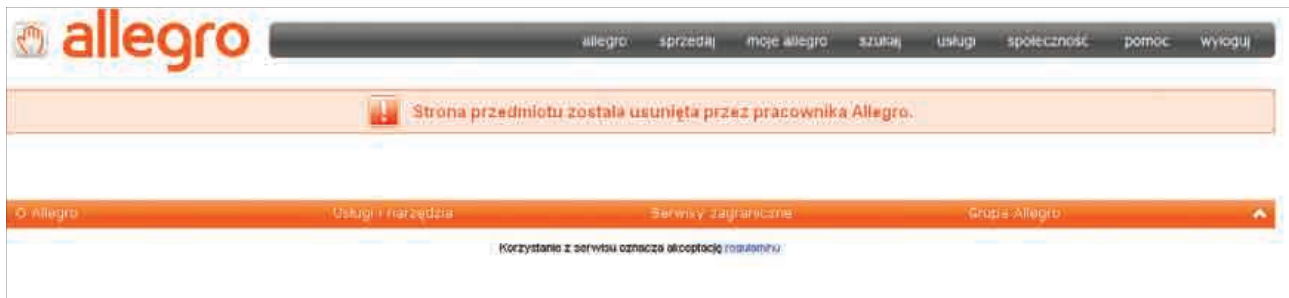 allegro
allegro sprzedaj moje allegro szukaj usługi społeczność pomoc wyloguj
Strona przedmiotu została usunięta przez pracownika Allegro.
O Allegro Usługi i narzędzia Serwisy zagraniczne Grupa Allegro
Korzystanie z serwisu oznacza akceptację regulaminu